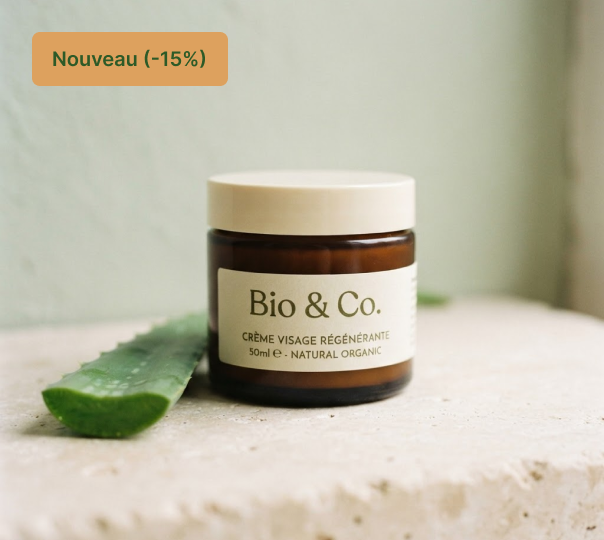 Nouveau (-15%)
Bio & Co.
CRÈME VISAGE RÉGÉNÉRANTE
50ml ℮ - NATURAL ORGANIC